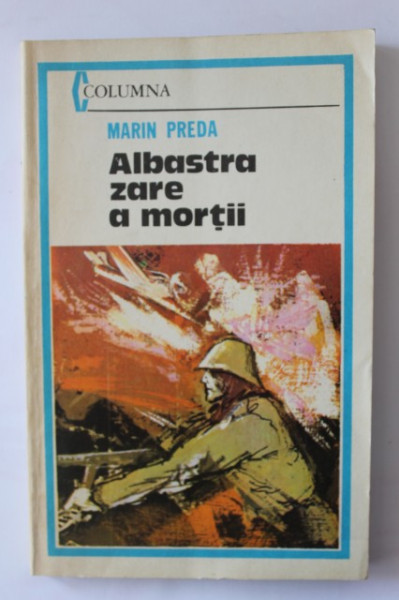 COLUMNA
MARIN PREDA
Albastra
zare
a morții